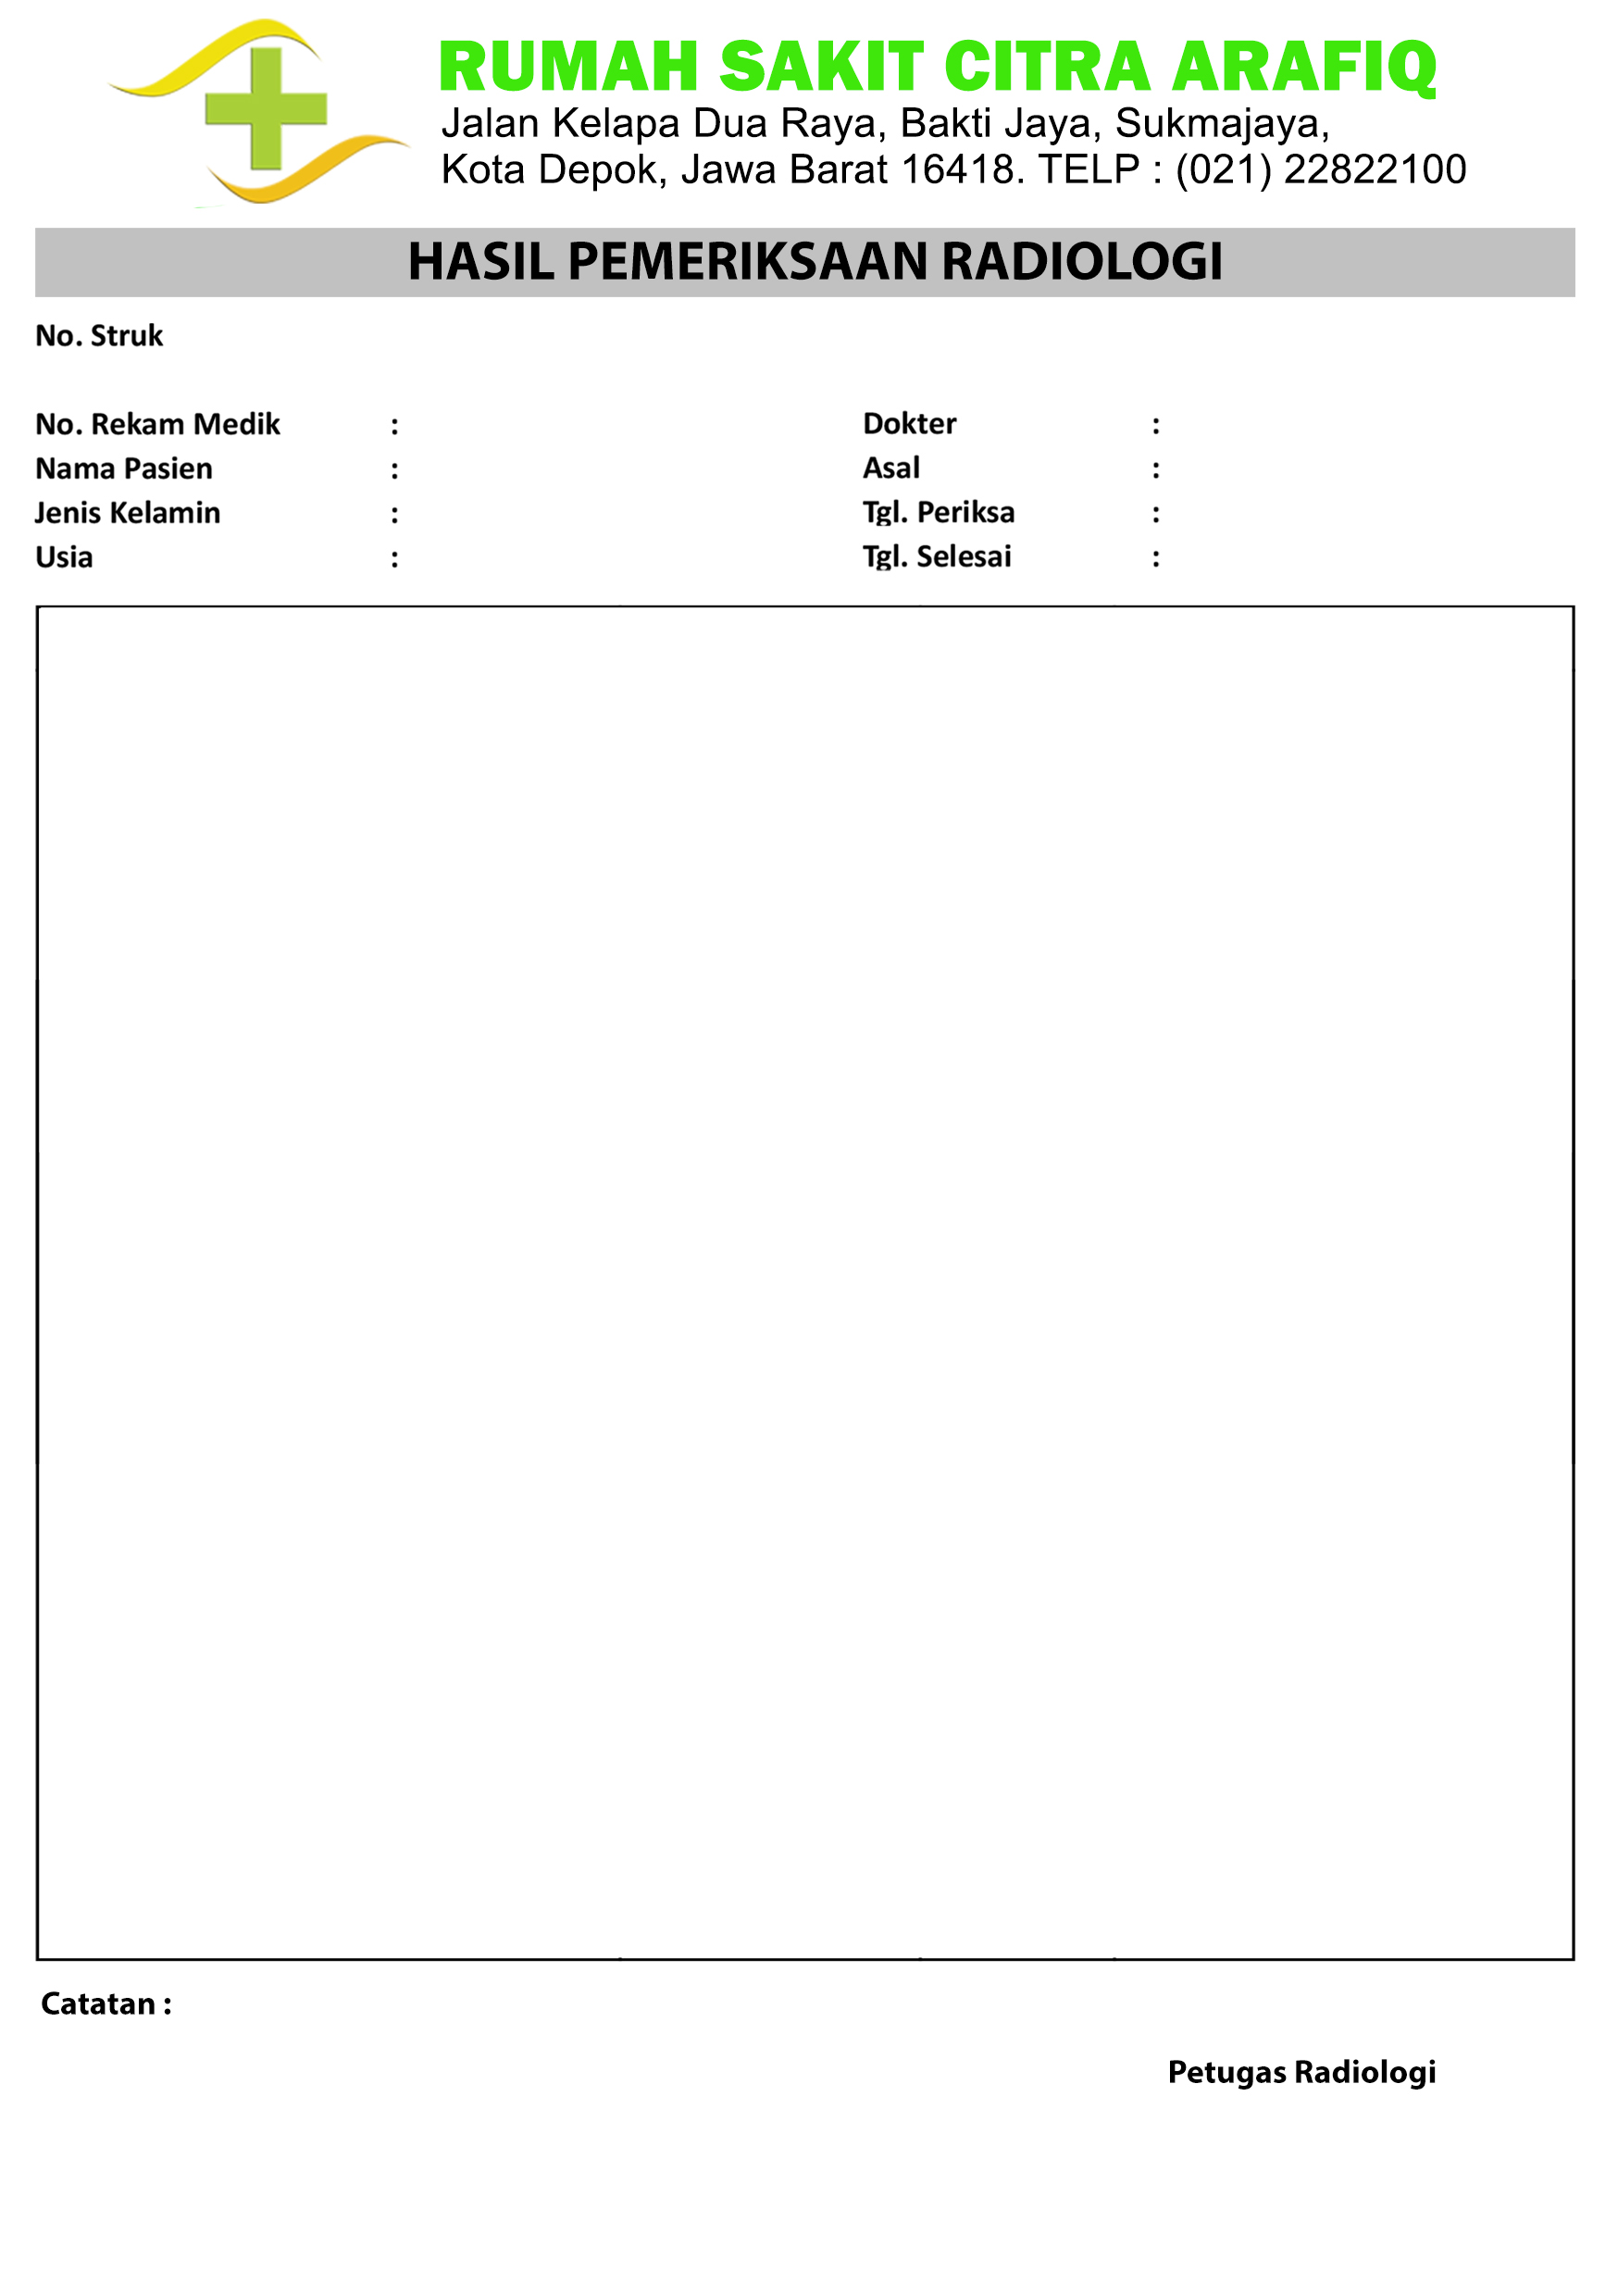 RUMAH SAKIT CITRA ARAFIQ
Jalan Kelapa Dua Raya, Bakti Jaya, Sukmajaya,
Kota Depok, Jawa Barat 16418. TELP : (021) 22822100
HASIL PEMERIKSAAN RADIOLOGI
No. Struk
No. Rekam Medik : Dokter :
Nama Pasien : Asal :
Jenis Kelamin : Tgl. Periksa :
Usia : Tgl. Selesai :
Catatan :
Petugas Radiologi